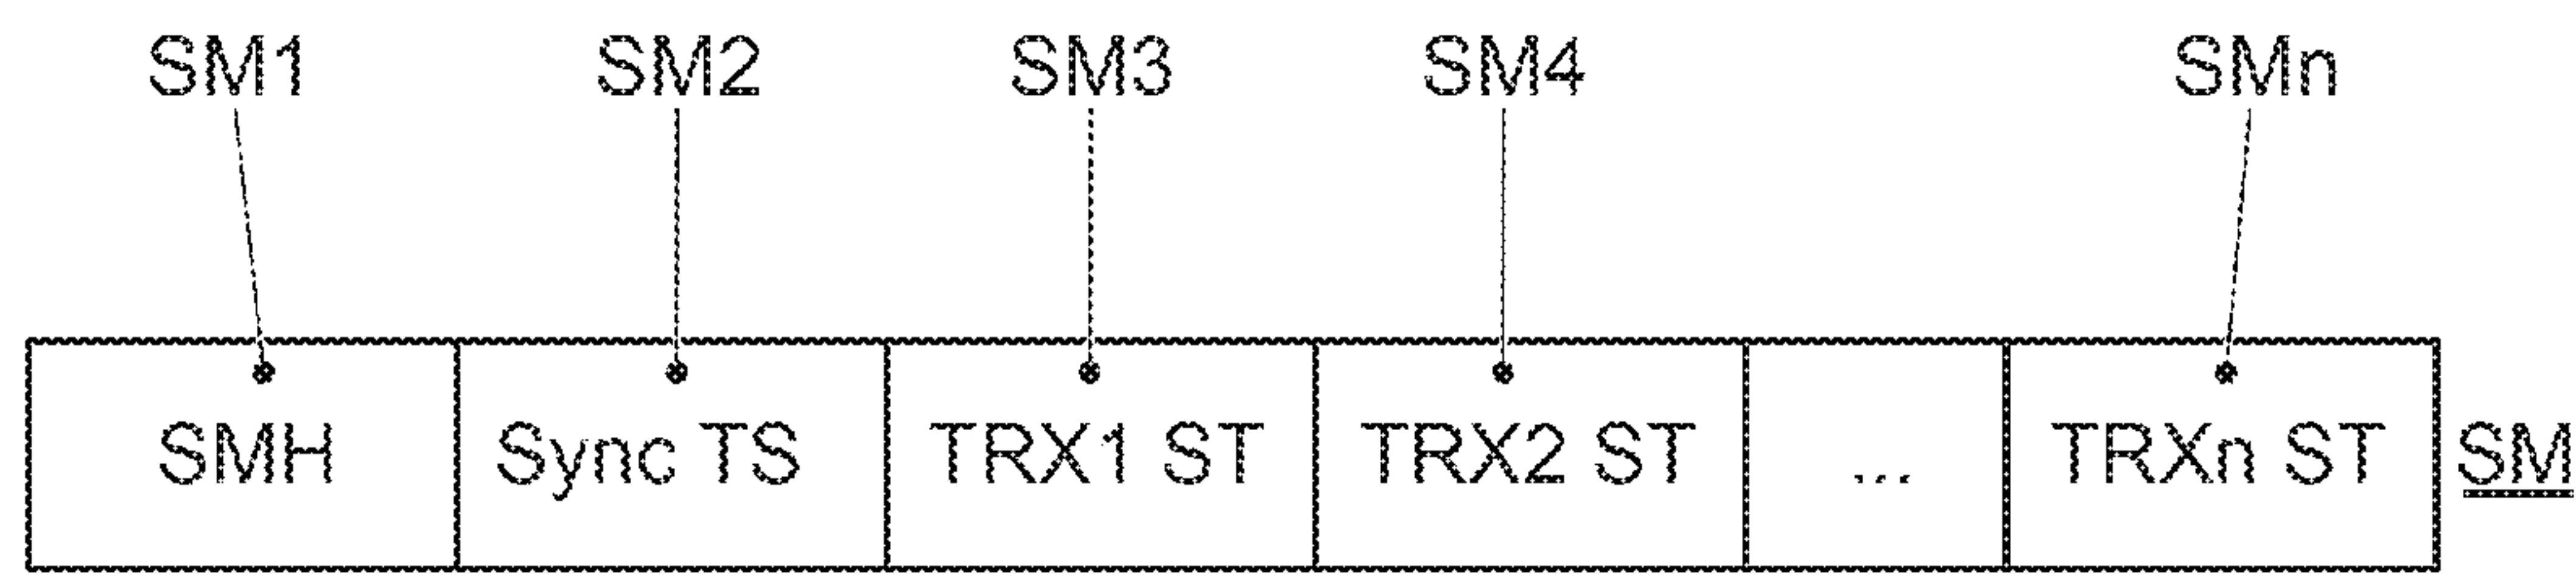 SM1 SM2 SM3 SM4 SMn
SMH Sync TS TRX1 ST TRX2 ST ... TRXn ST SM